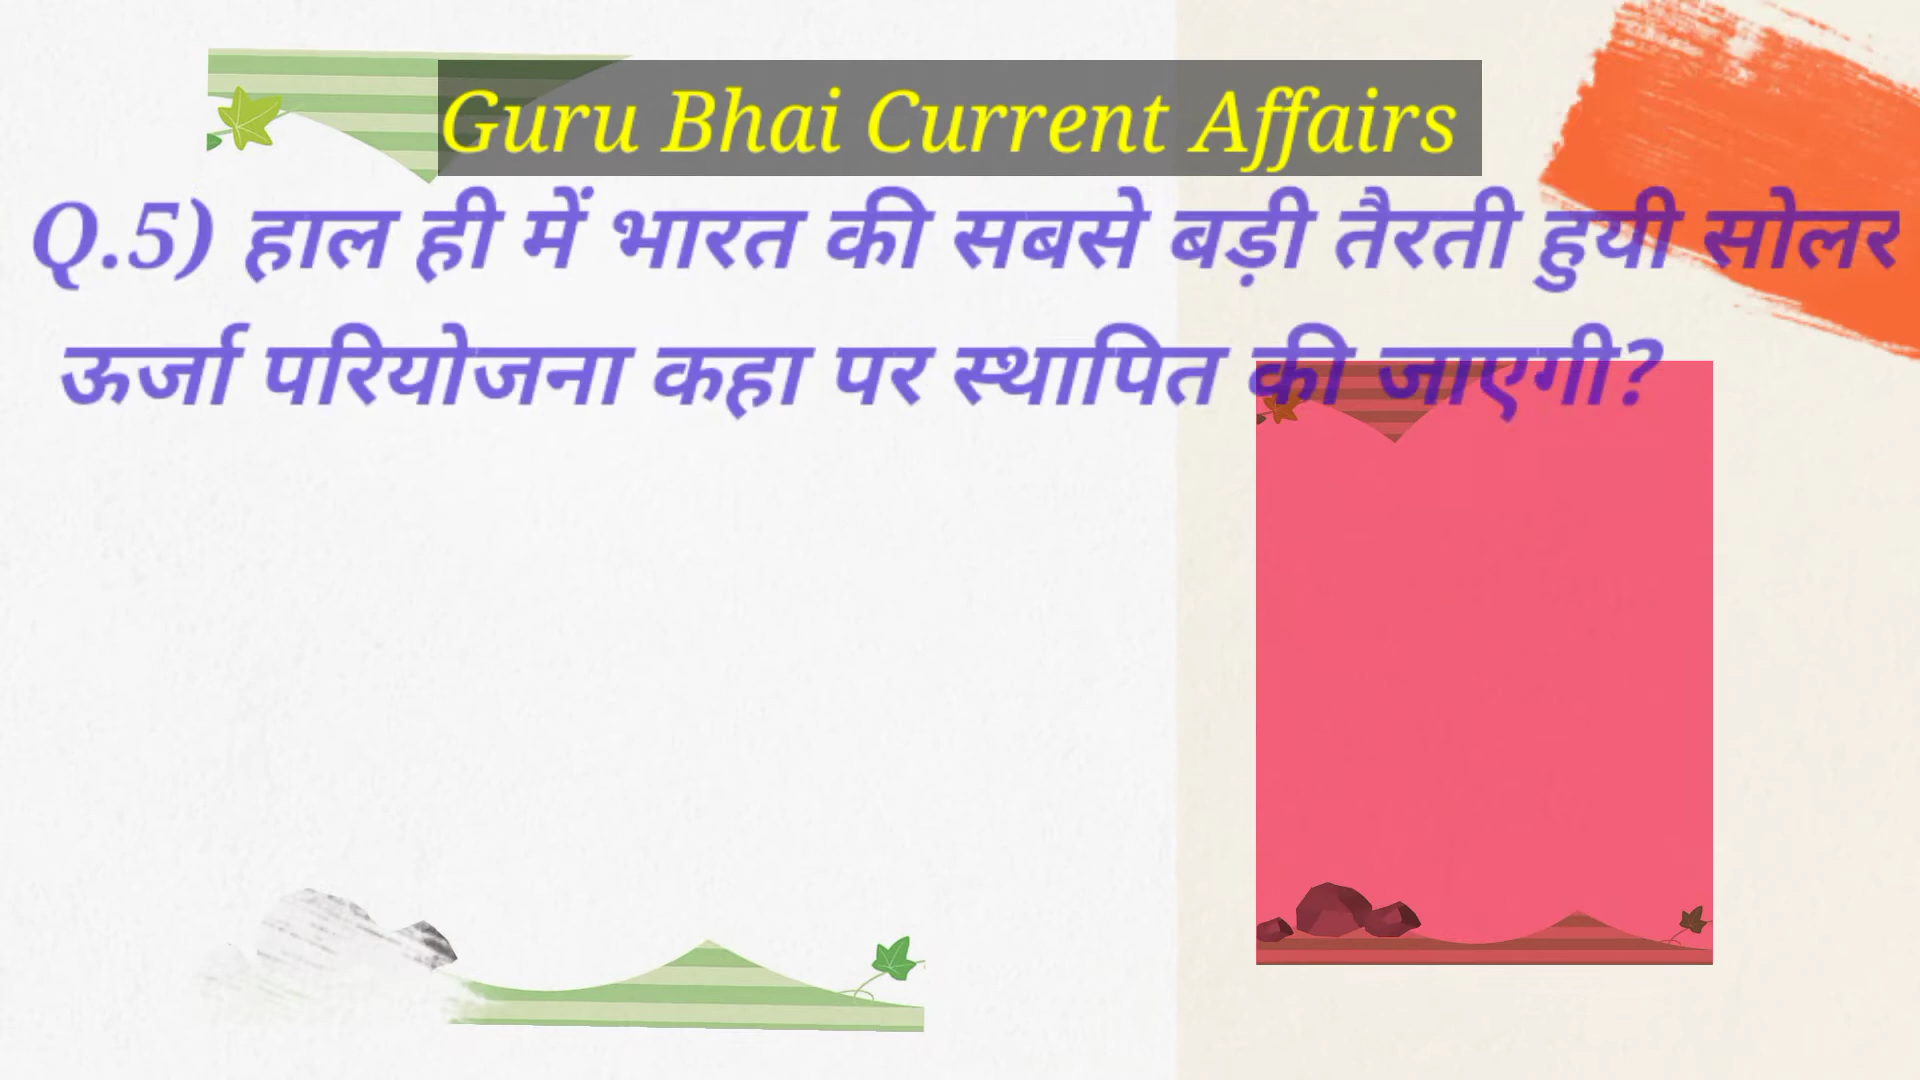 Guru Bhai Current Affairs
Q.5) हाल ही में भारत की सबसे बड़ी तैरती हुयी सोलर
ऊर्जा परियोजना कहा पर स्थापित की जाएगी?